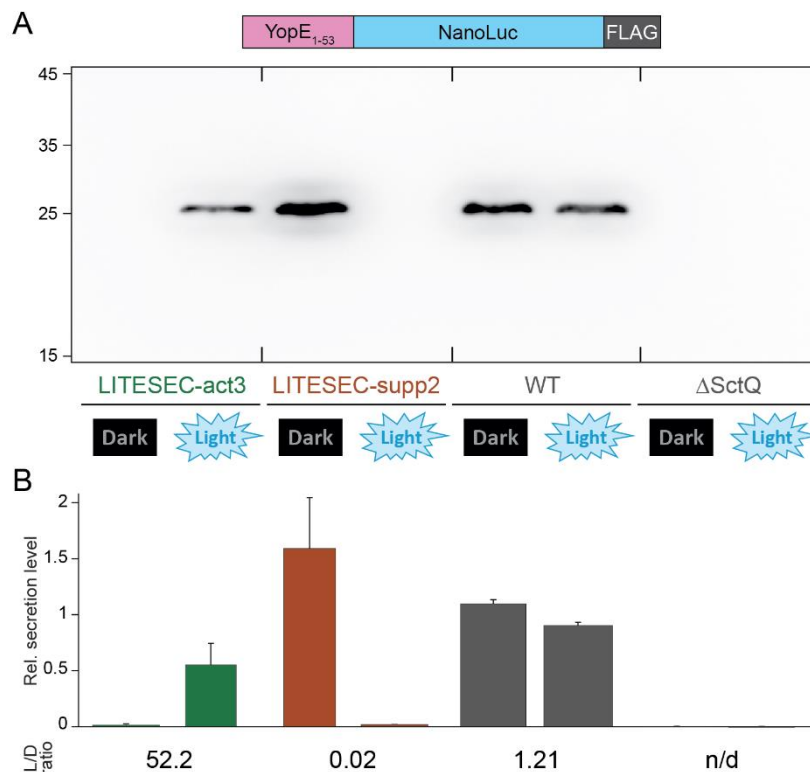 A
YopE1-53 NanoLuc FLAG
45
35
25
15
LITESEC-act3 LITESEC-supp2 WT ΔSctQ
Dark Light Dark Light Dark Light Dark Light
B
Rel. secretion level
2
1.5
1
0.5
0
L/D ratio 52.2 0.02 1.21 n/d